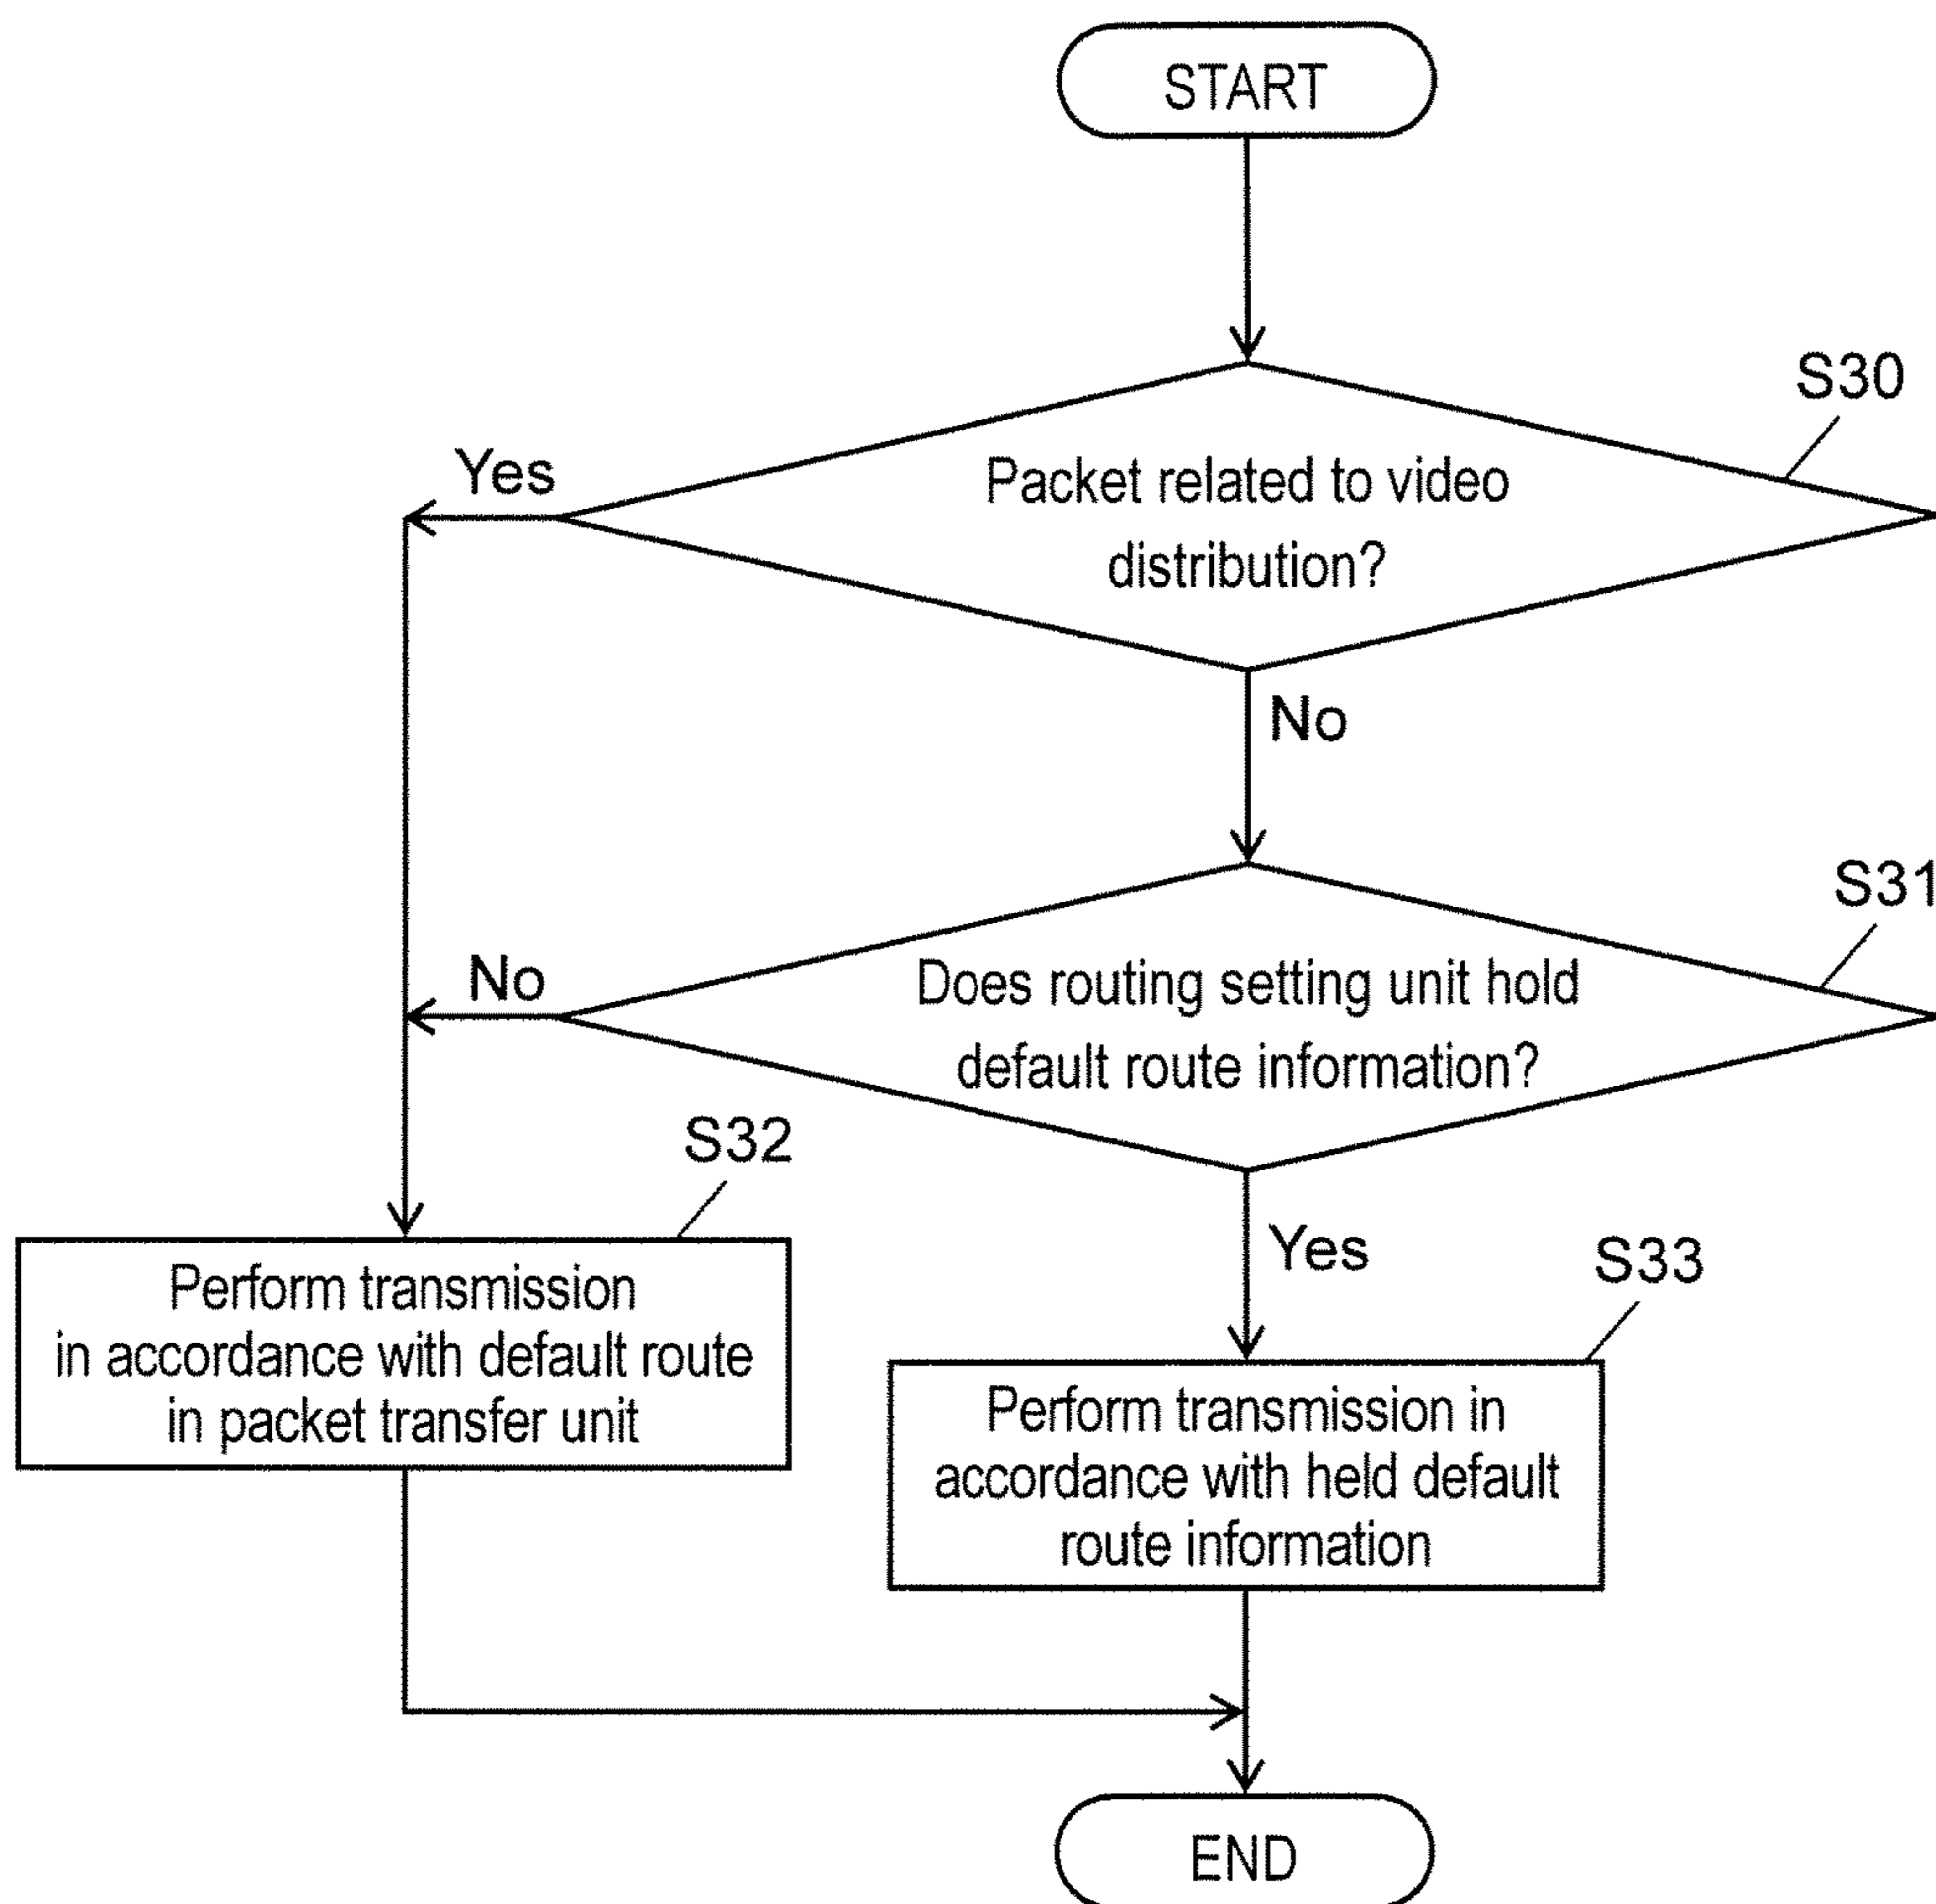 START
S30
Yes
Packet related to video
distribution?
No
S31
No
Does routing setting unit hold
default route information?
S32
Yes
S33
Perform transmission
in accordance with default route
in packet transfer unit
Perform transmission in
accordance with held default
route information
END